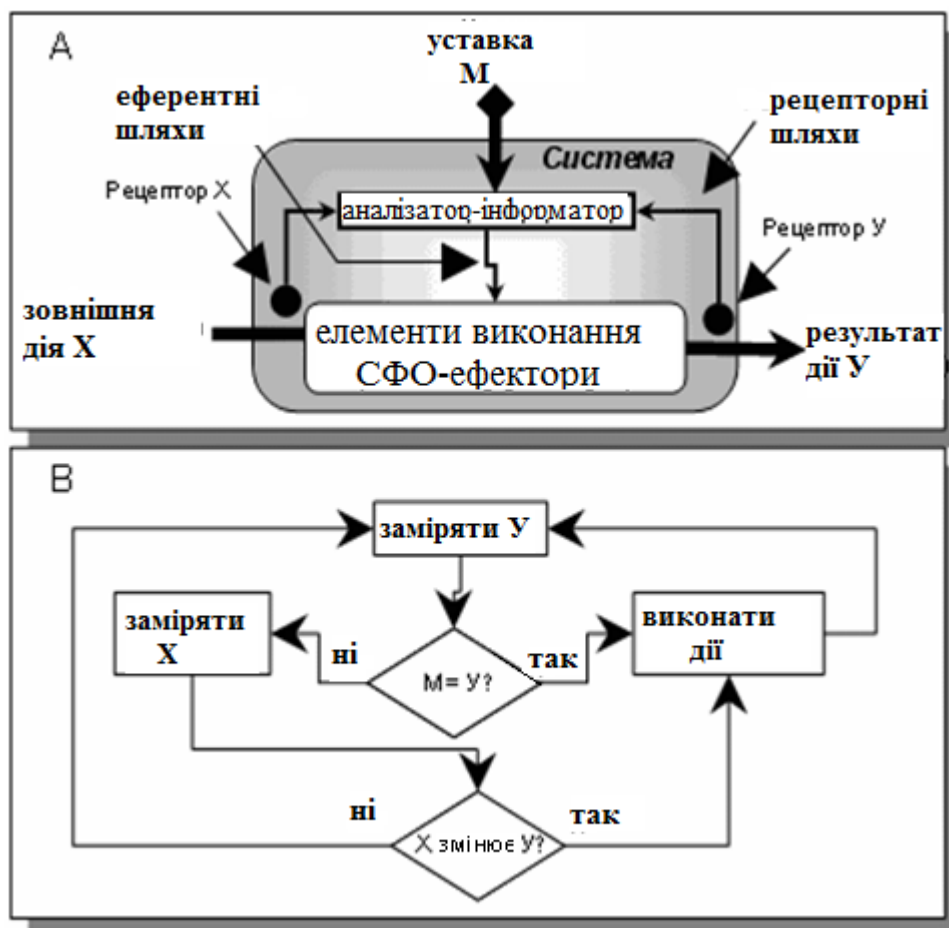 A
уставка
М
еферентні
шляхи
рецепторні
шляхи
Система
Рецептор Х
аналізатор-інформатор
Рецептор У
зовнішня
дія Х
елементи виконання
СФО-ефектори
результат
дії У
B
заміряти У
заміряти
Х
ні
так
виконати
дії
М= У?
ні
так
Х змінює У?